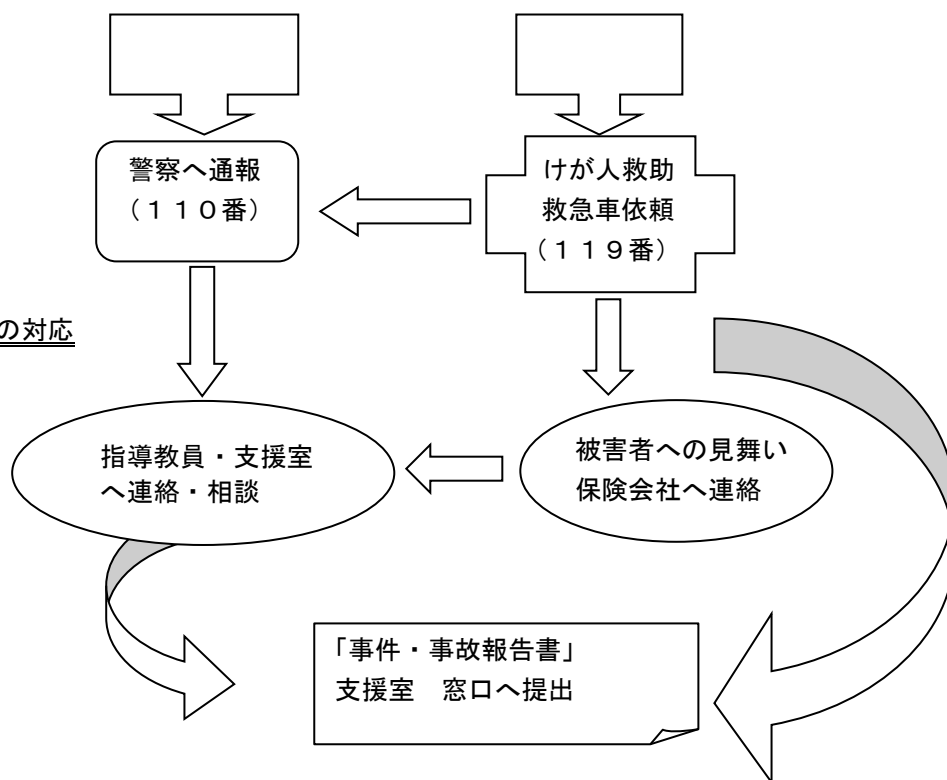 警察へ通報
（１１０番）
けが人救助
救急車依頼
（１１９番）
の対応
指導教員・支援室
へ連絡・相談
被害者への見舞い
保険会社へ連絡
「事件・事故報告書」
支援室　窓口へ提出